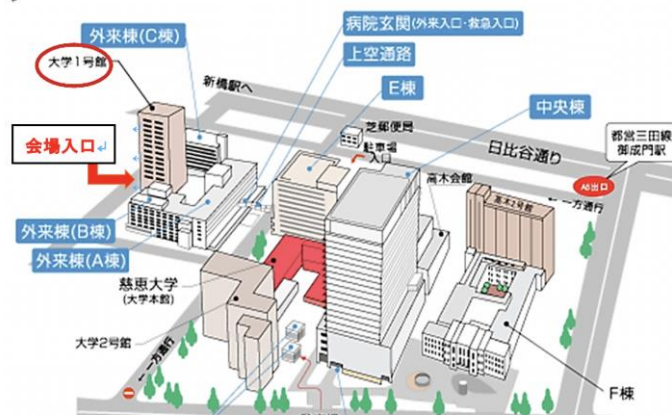 病院玄関(外来入口・救急入口)
外来棟(C棟)
上空通路
大学1号館
新橋駅へ
E棟
中央棟
芝郵便局
駐車場
入口
日比谷通り
都営三田線
御成門駅
会場入口↲
高木会館
A5出口
←一方通行
高木2号館
外来棟(B棟)
外来棟(A棟)
慈恵大学
(大学本館)
大学2号館
←一方通行
F棟